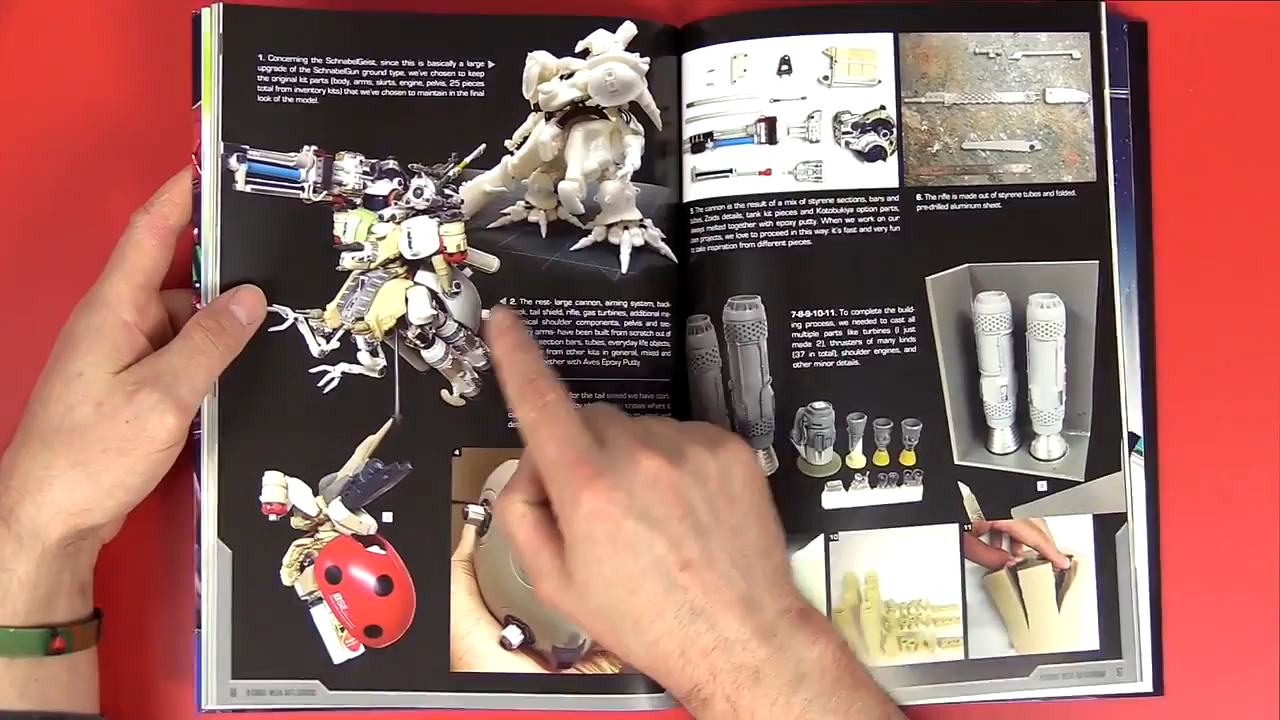 1. Concerning the SchnabelGeist, since this is basically a large
upgrade of the SchnabelGun ground type, we've chosen to keep
the original kit parts (body, arms, skirts, engine, pelvis, 25 pieces
total from inventory kits) that we've chosen to maintain in the final
look of the model.
2. The rest- large cannon, aiming system, back-
tail shield, rifle, gas turbines, additional
shoulder components, pelvis and
arms- have been built from scratch out of
section bars, tubes, everyday life objects,
from other kits in general, mixed and
together with Aves Epoxy Putty.
for the tail shield we have
4
5. The cannon is the result of a mix of styrene sections, bars and
tubes, Zoids details, tank kit pieces and Kotobukiya option parts,
always melted together with epoxy putty. When we work on our
own projects, we love to proceed in this way: it's fast and very fun
to take inspiration from different pieces.
6. The rifle is made out of styrene tubes and folded,
pre-drilled aluminum sheet.
7-8-9-10-11. To complete the build-
ing process, we needed to cast all
multiple parts like turbines (I just
made 2), thrusters of many kinds
(37 in total), shoulder engines, and
other minor details.
10
11